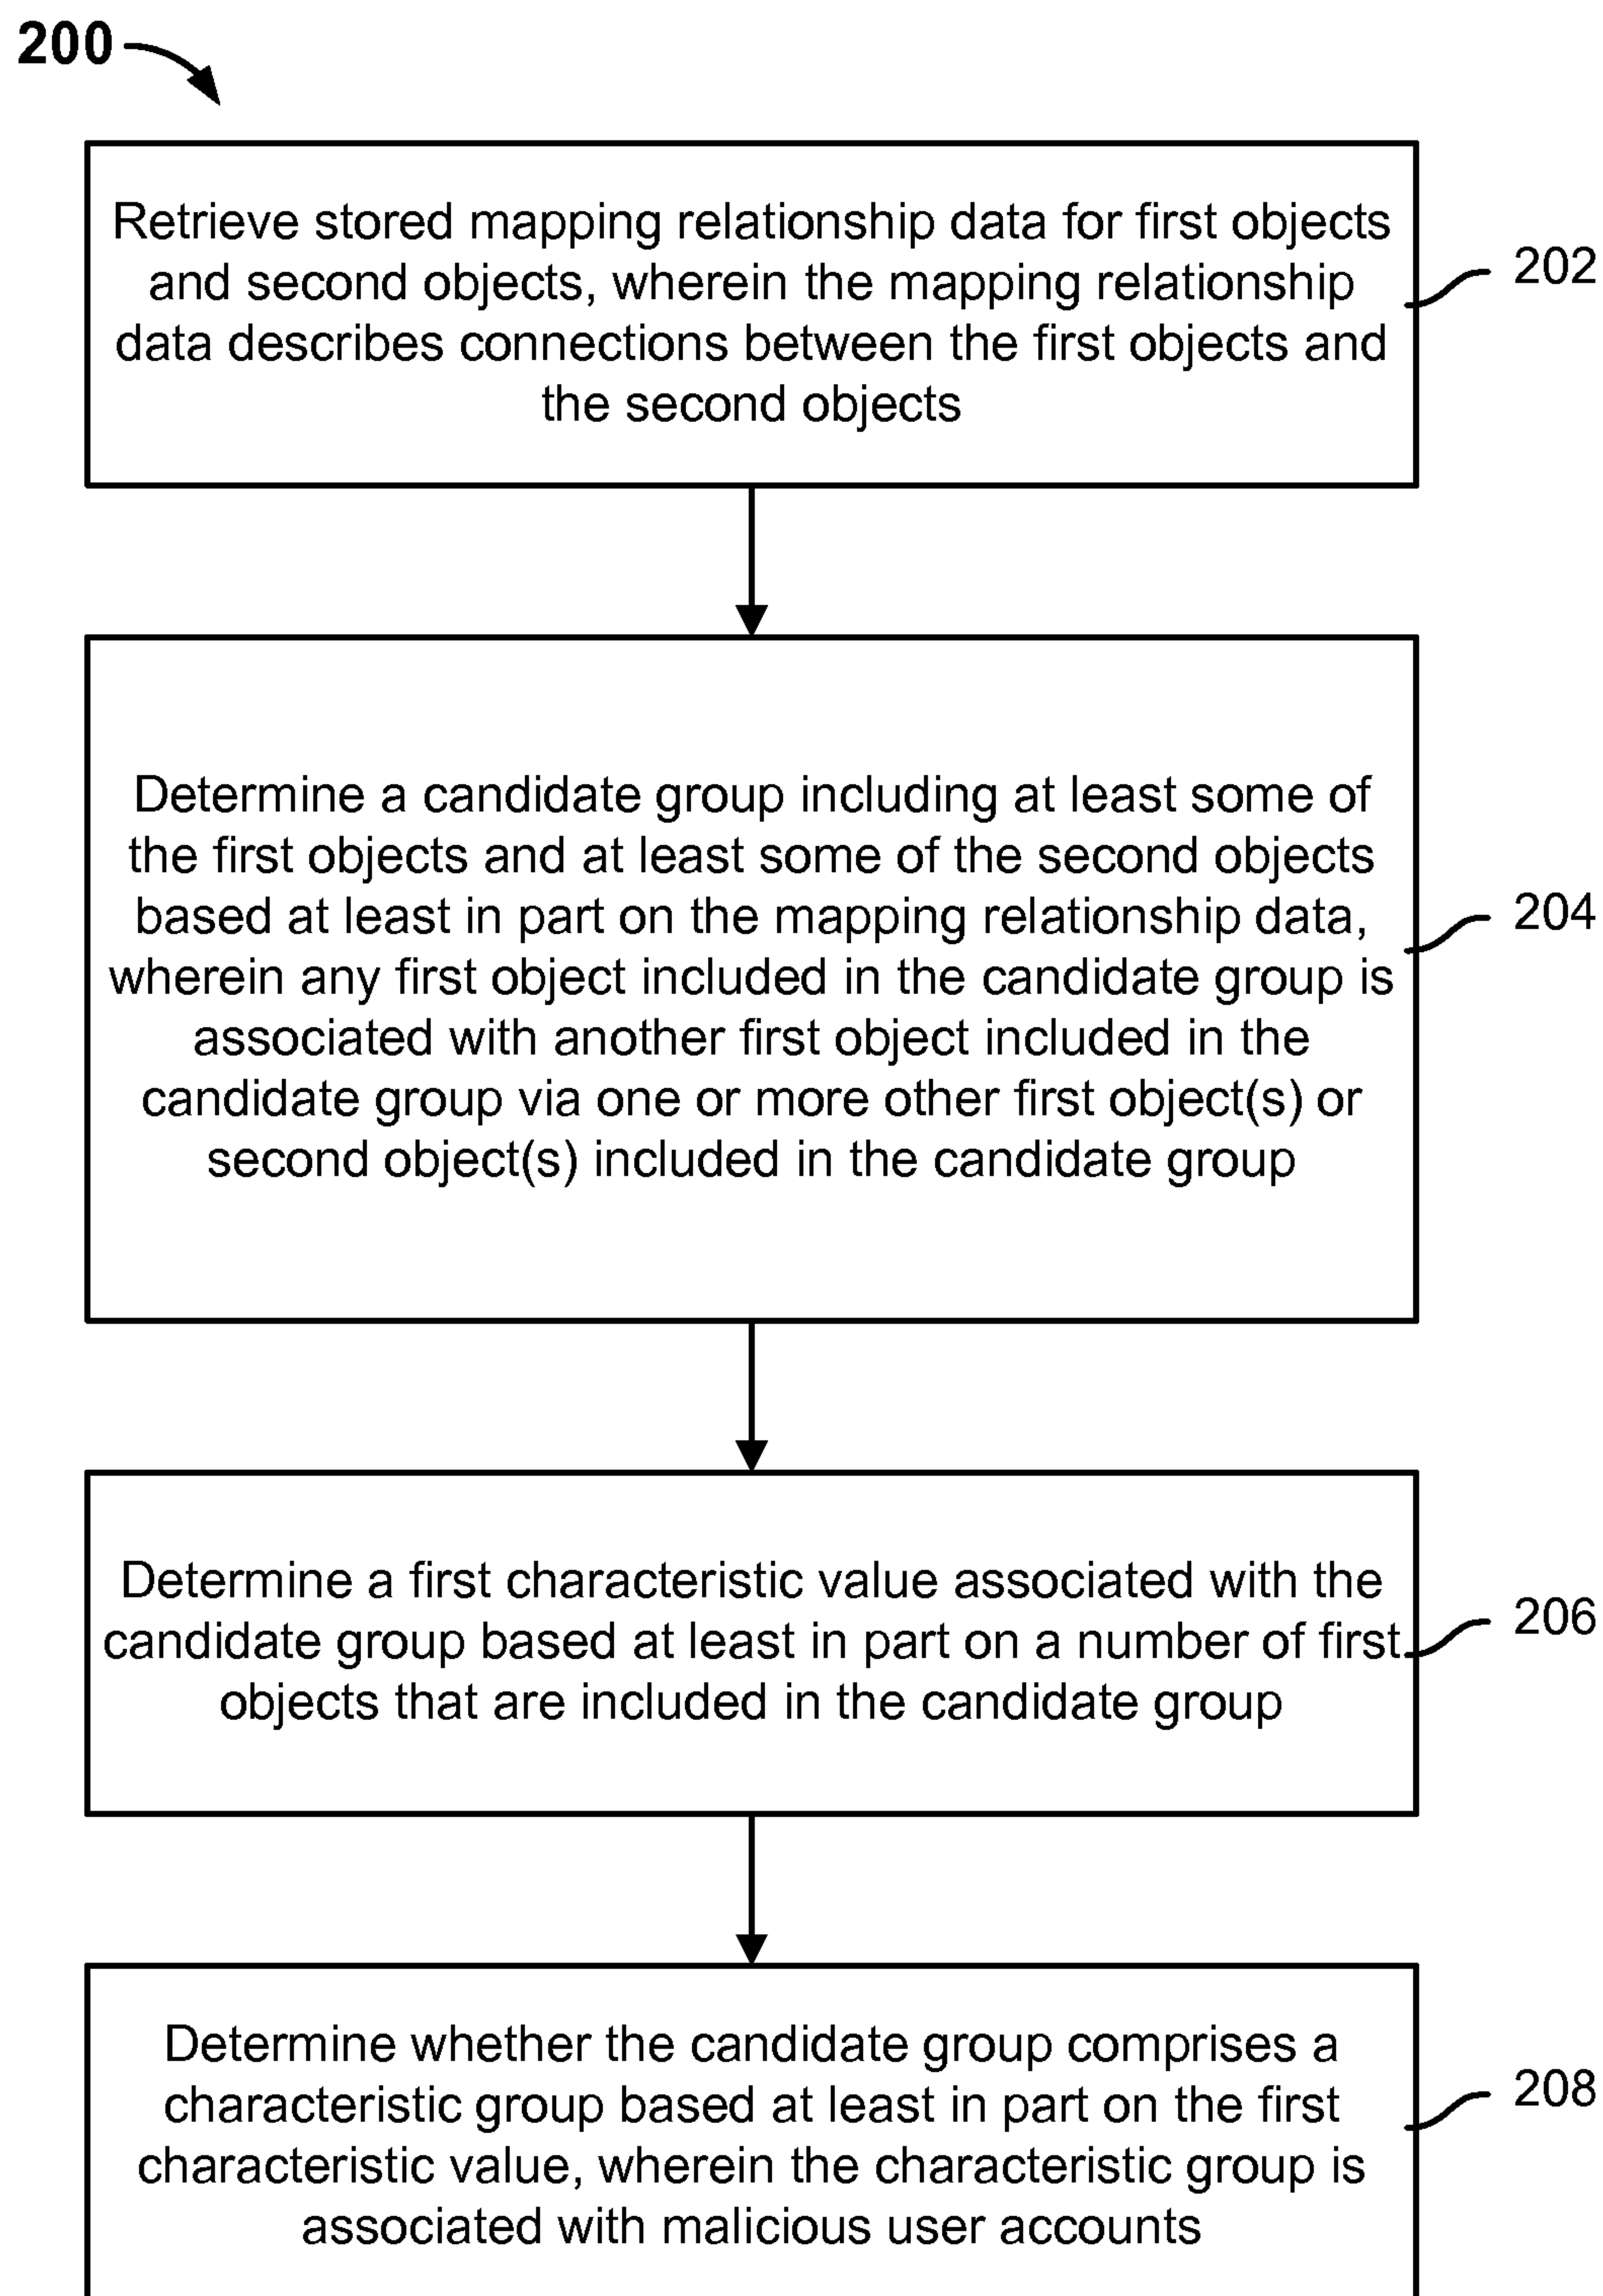 200
Retrieve stored mapping relationship data for first objects
and second objects, wherein the mapping relationship
data describes connections between the first objects and
the second objects
202
Determine a candidate group including at least some of
the first objects and at least some of the second objects
based at least in part on the mapping relationship data,
wherein any first object included in the candidate group is
associated with another first object included in the
candidate group via one or more other first object(s) or
second object(s) included in the candidate group
204
Determine a first characteristic value associated with the
candidate group based at least in part on a number of first
objects that are included in the candidate group
206
Determine whether the candidate group comprises a
characteristic group based at least in part on the first
characteristic value, wherein the characteristic group is
associated with malicious user accounts
208